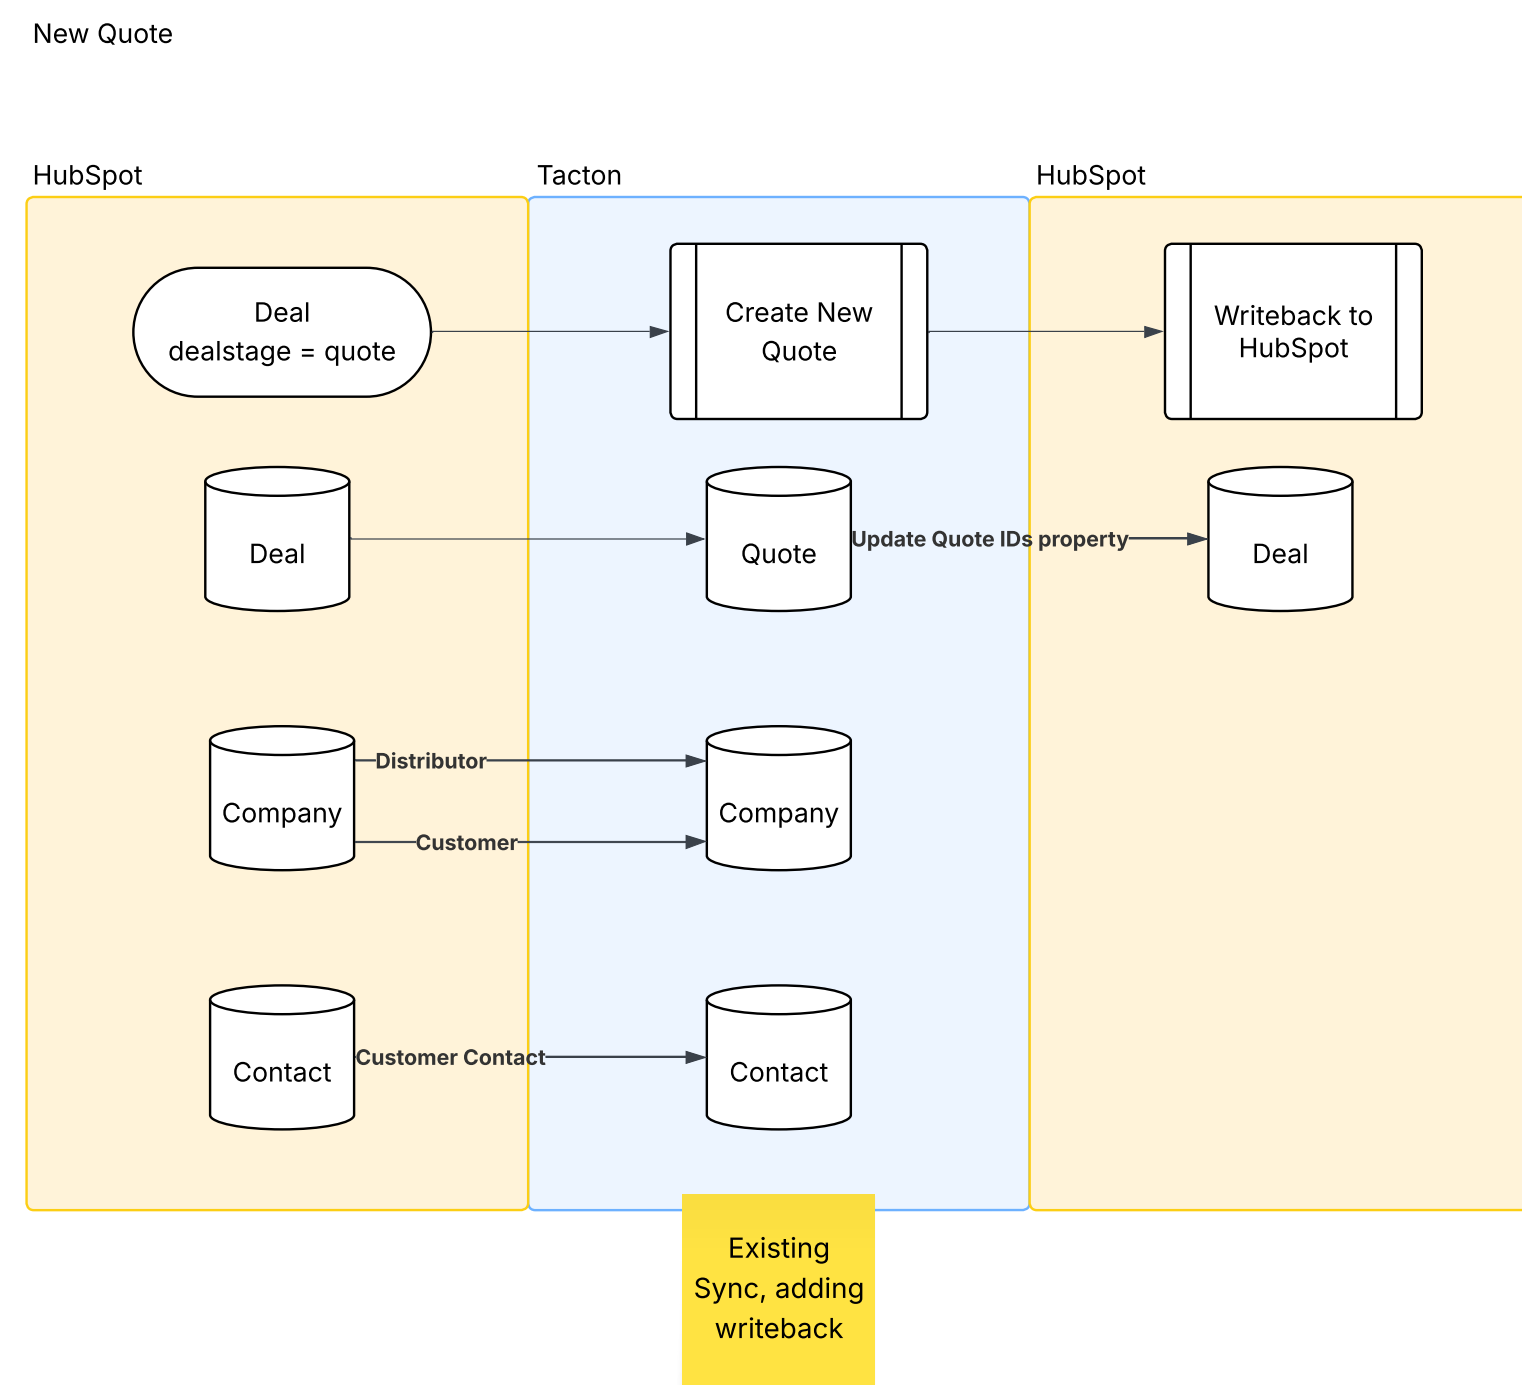 New Quote
HubSpot
Tacton
HubSpot
Deal
dealstage = quote
Create New
Quote
Writeback to
HubSpot
Deal
Quote
Update Quote IDs property
Deal
Distributor
Company
Company
Customer
Customer Contact
Contact
Contact
Existing
Sync, adding
writeback